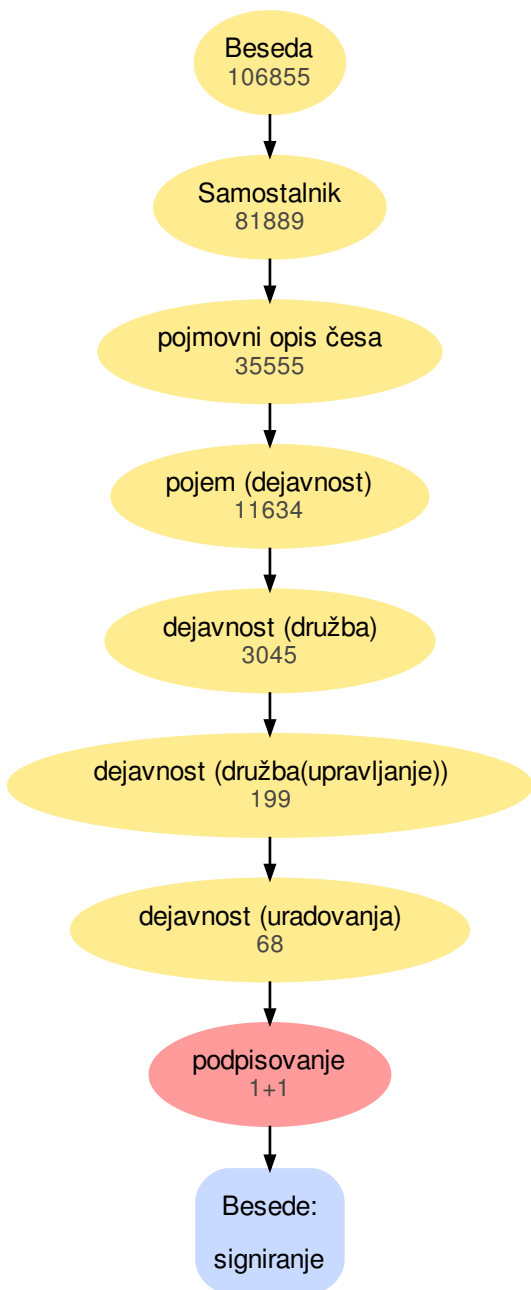 Beseda
106855
Samostalnik
81889
pojmovni opis česa
35555
pojem (dejavnost)
11634
dejavnost (družba)
3045
dejavnost (družba(upravljanje))
199
dejavnost (uradovanja)
68
podpisovanje
1+1
Besede:
signiranje